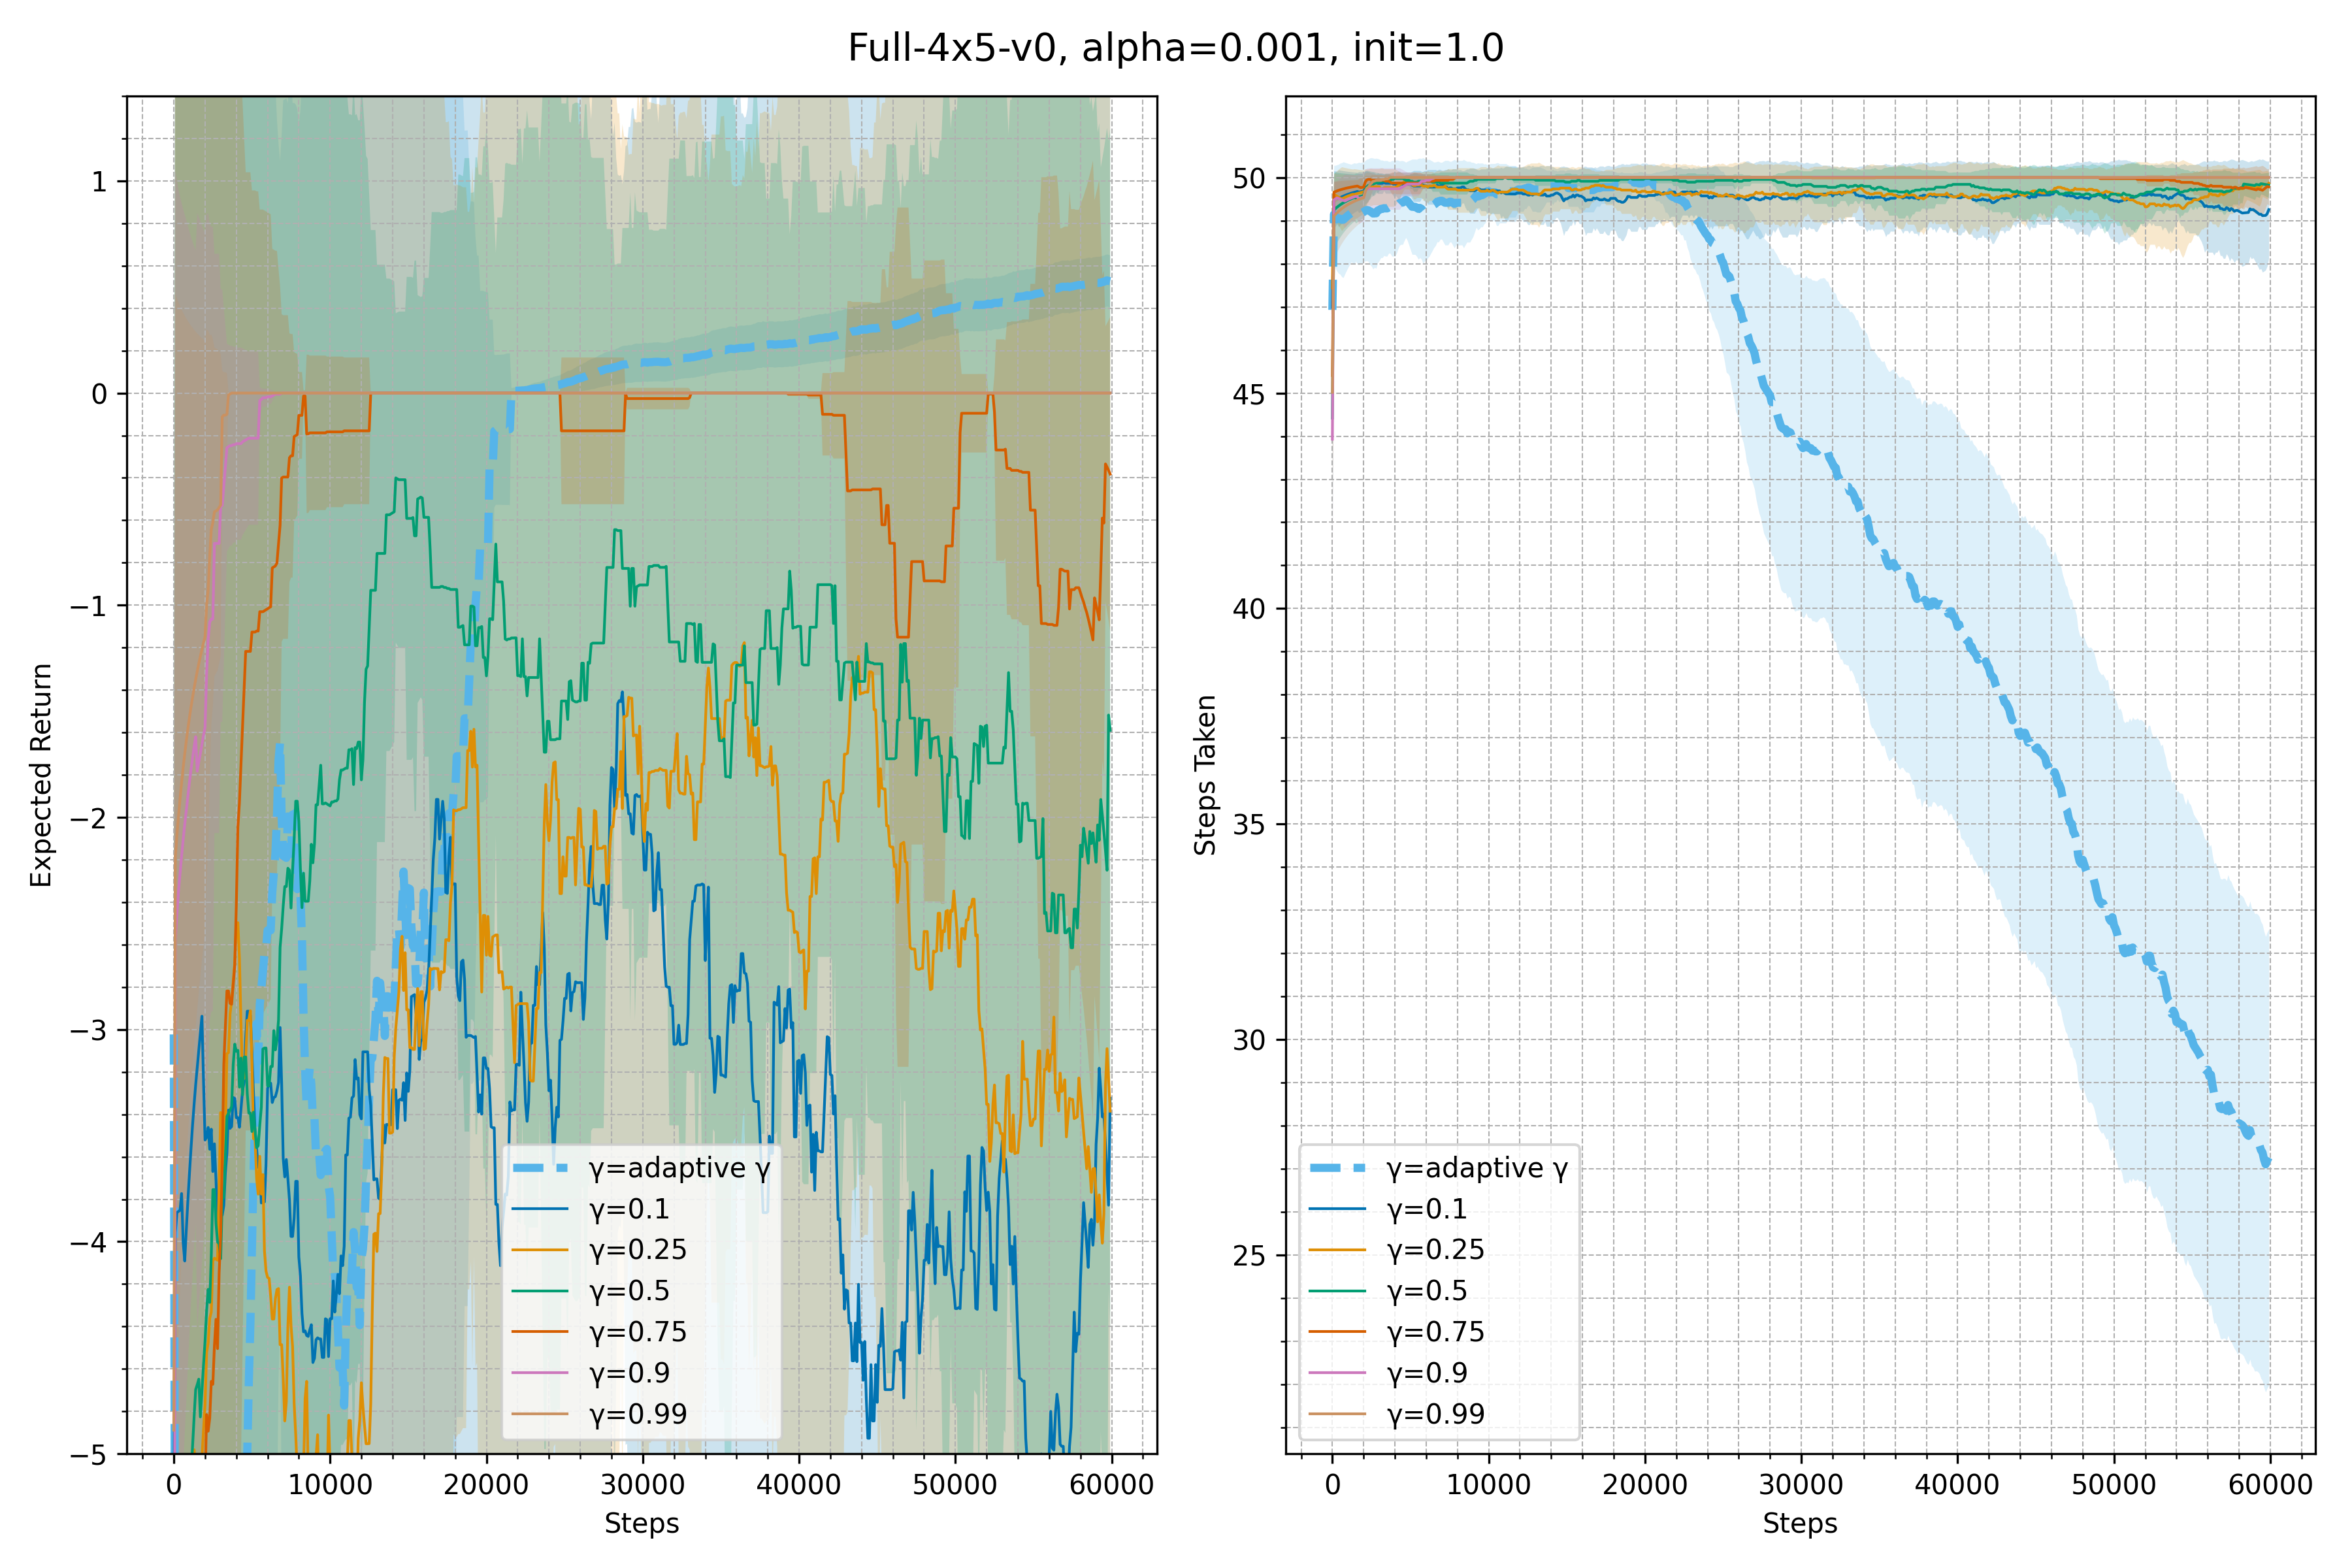 Full-4x5-v0, alpha=0.001, init=1.0
Expected Return
1
0
−1
−2
−3
−4
−5
0
10000
20000
30000
40000
50000
60000
Steps
γ=adaptive γ
γ=0.1
γ=0.25
γ=0.5
γ=0.75
γ=0.9
γ=0.99
Steps Taken
50
45
40
35
30
25
0
10000
20000
30000
40000
50000
60000
Steps
γ=adaptive γ
γ=0.1
γ=0.25
γ=0.5
γ=0.75
γ=0.9
γ=0.99